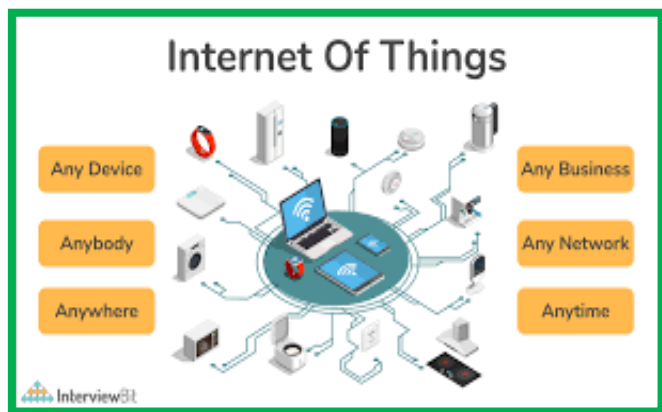 Internet Of Things
Any Device
Anybody
Anywhere
Any Business
Any Network
Anytime
InterviewBit